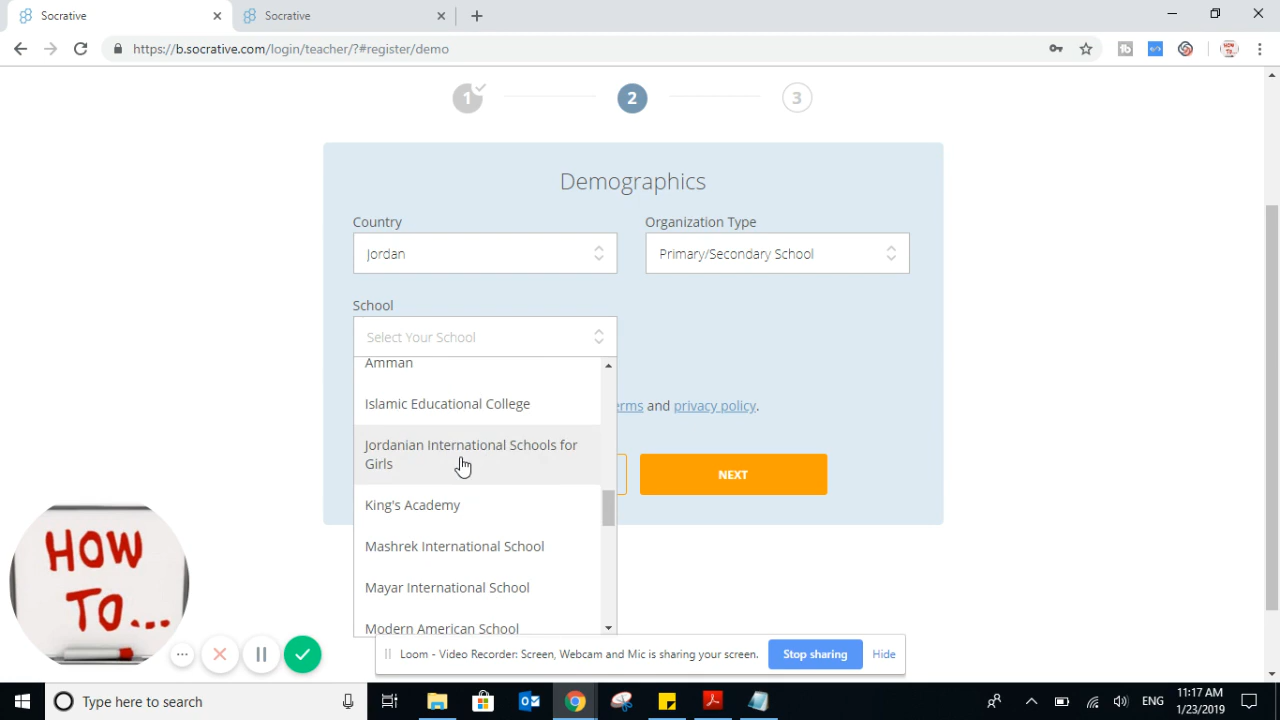 Socrative
Socrative
https://b.socrative.com/login/teacher/?#register/demo
1
2
3
Demographics
Country
Organization Type
Jordan
Primary/Secondary School
School
Select Your School
Amman
Islamic Educational College
erms and privacy policy.
Jordanian International Schools for
Girls
NEXT
King's Academy
Mashrek International School
Mayar International School
Modern American School
HOW
TO...
Loom - Video Recorder: Screen, Webcam and Mic is sharing your screen.
Stop sharing
Hide
Type here to search
ENG
11:17 AM
1/23/2019